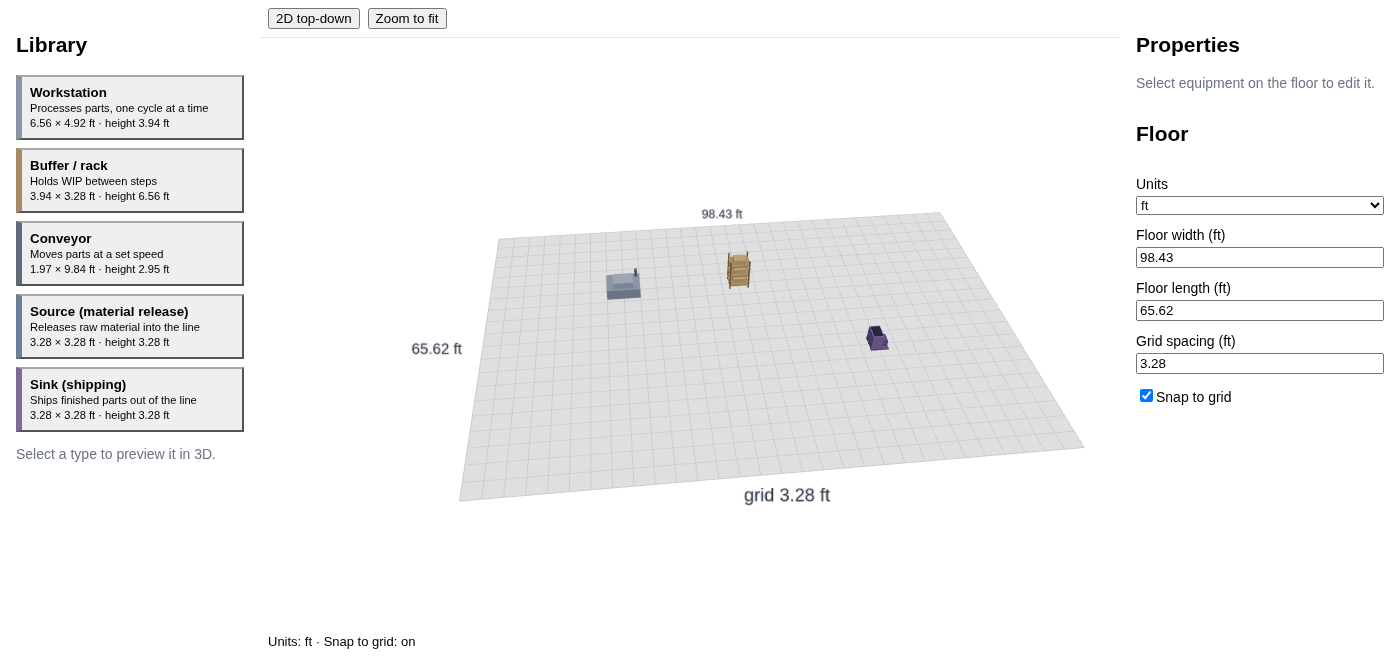 2D top-down
Zoom to fit
Library
Workstation
Processes parts, one cycle at a time
6.56 × 4.92 ft · height 3.94 ft
Buffer / rack
Holds WIP between steps
3.94 × 3.28 ft · height 6.56 ft
Conveyor
Moves parts at a set speed
1.97 × 9.84 ft · height 2.95 ft
Source (material release)
Releases raw material into the line
3.28 × 3.28 ft · height 3.28 ft
Sink (shipping)
Ships finished parts out of the line
3.28 × 3.28 ft · height 3.28 ft
Select a type to preview it in 3D.
98.43 ft
65.62 ft
grid 3.28 ft
Units: ft · Snap to grid: on
Properties
Select equipment on the floor to edit it.
Floor
Units
ft
Floor width (ft)
98.43
Floor length (ft)
65.62
Grid spacing (ft)
3.28
Snap to grid